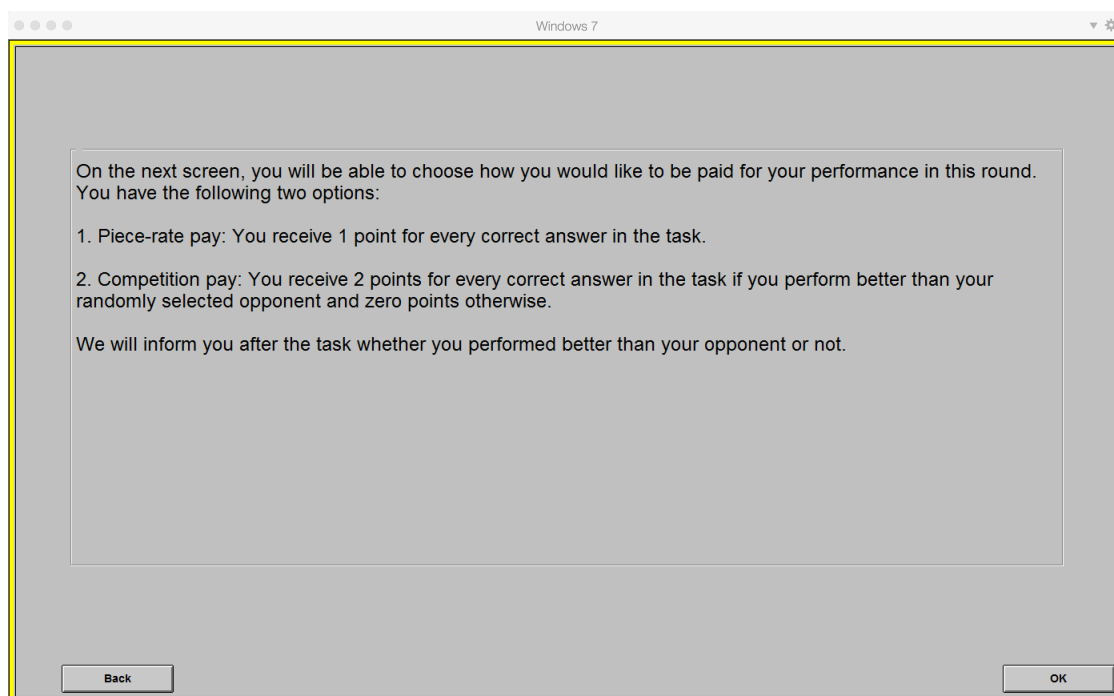 Windows 7
On the next screen, you will be able to choose how you would like to be paid for your performance in this round.
You have the following two options:
1. Piece-rate pay: You receive 1 point for every correct answer in the task.
2. Competition pay: You receive 2 points for every correct answer in the task if you perform better than your
randomly selected opponent and zero points otherwise.
We will inform you after the task whether you performed better than your opponent or not.
Back
OK